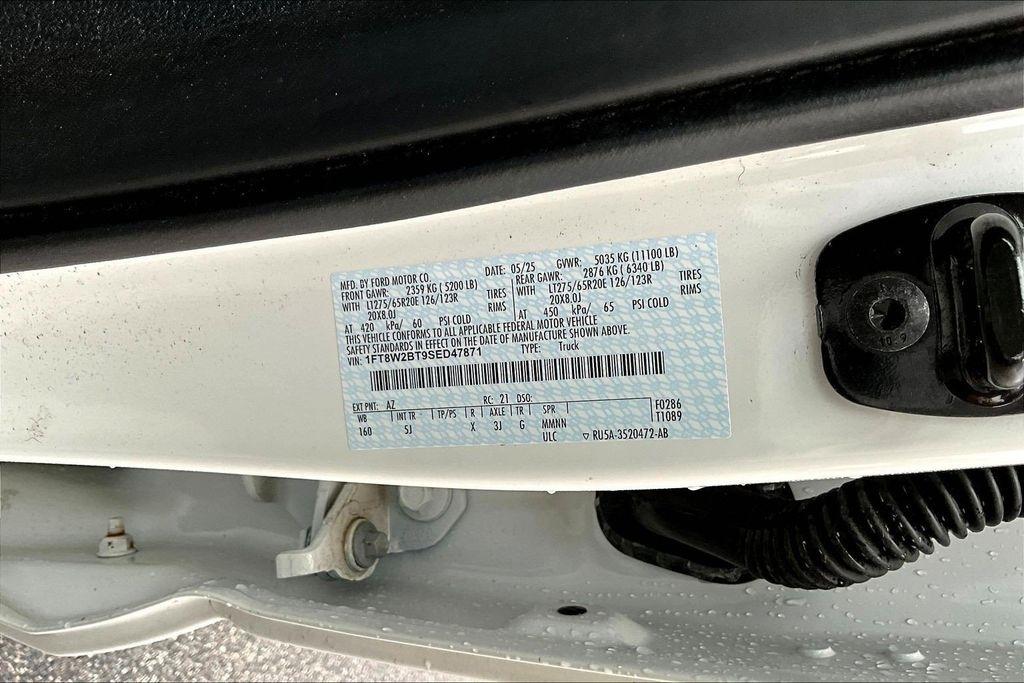 MFD. BY FORD MOTOR CO. DATE: 05/25 GVWR: 5035 KG (11100 LB)
FRONT GAWR: 2359 KG ( 5200 LB) REAR GAWR: 2876 KG ( 6340 LB)
WITH LT275/65R20E 126/123R TIRES WITH LT275/65R20E 126/123R TIRES
20X8.0J RIMS 20X8.0J RIMS
AT 420 kPa/ 60 PSI COLD AT 450 kPa/ 65 PSI COLD
THIS VEHICLE CONFORMS TO ALL APPLICABLE FEDERAL MOTOR VEHICLE
SAFETY STANDARDS IN EFFECT ON THE DATE OF MANUFACTURE SHOWN ABOVE.
VIN: 1FT8W2BT9SED47871 TYPE: Truck
EXT PNT: AZ RC: 21 DSO: F0286
WB INT TR TP/PS R AXLE TR SPR T1089
160 5J X 3J G MMNN
ULC ▽ RU5A-3520472-AB
10.9